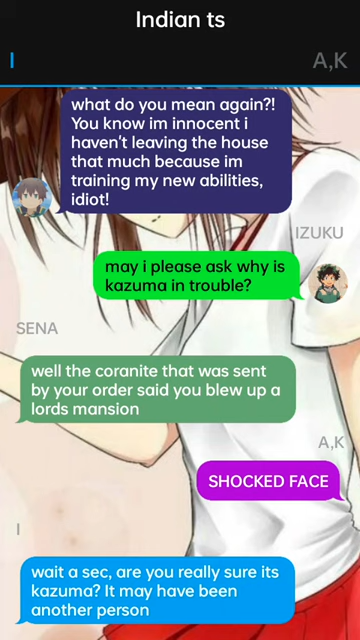 Indian ts
I
A,K
what do you mean again?!
You know im innocent i
haven't leaving the house
that much because im
training my new abilities,
idiot!
IZUKU
may i please ask why is
kazuma in trouble?
SENA
well the coranite that was sent
by your order said you blew up a
lords mansion
A,K
SHOCKED FACE
I
wait a sec, are you really sure its
kazuma? It may have been
another person